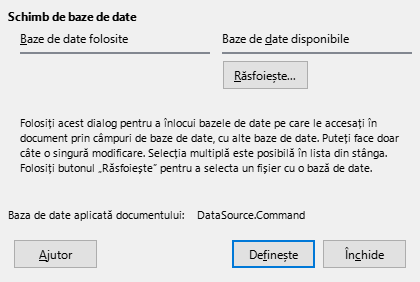 Schimb de baze de date
Baze de date folosite
Baze de date disponibile
Răsfoiește...
Folosiți acest dialog pentru a înlocui bazele de date pe care le accesați în
document prin câmpuri de baze de date, cu alte baze de date. Puteți face doar
câte o singură modificare. Selecția multiplă este posibilă în lista din stânga.
Folosiți butonul „Răsfoiește” pentru a selecta un fișier cu o bază de date.
Baza de date aplicată documentului: DataSource.Command
Ajutor
Definește
Închide